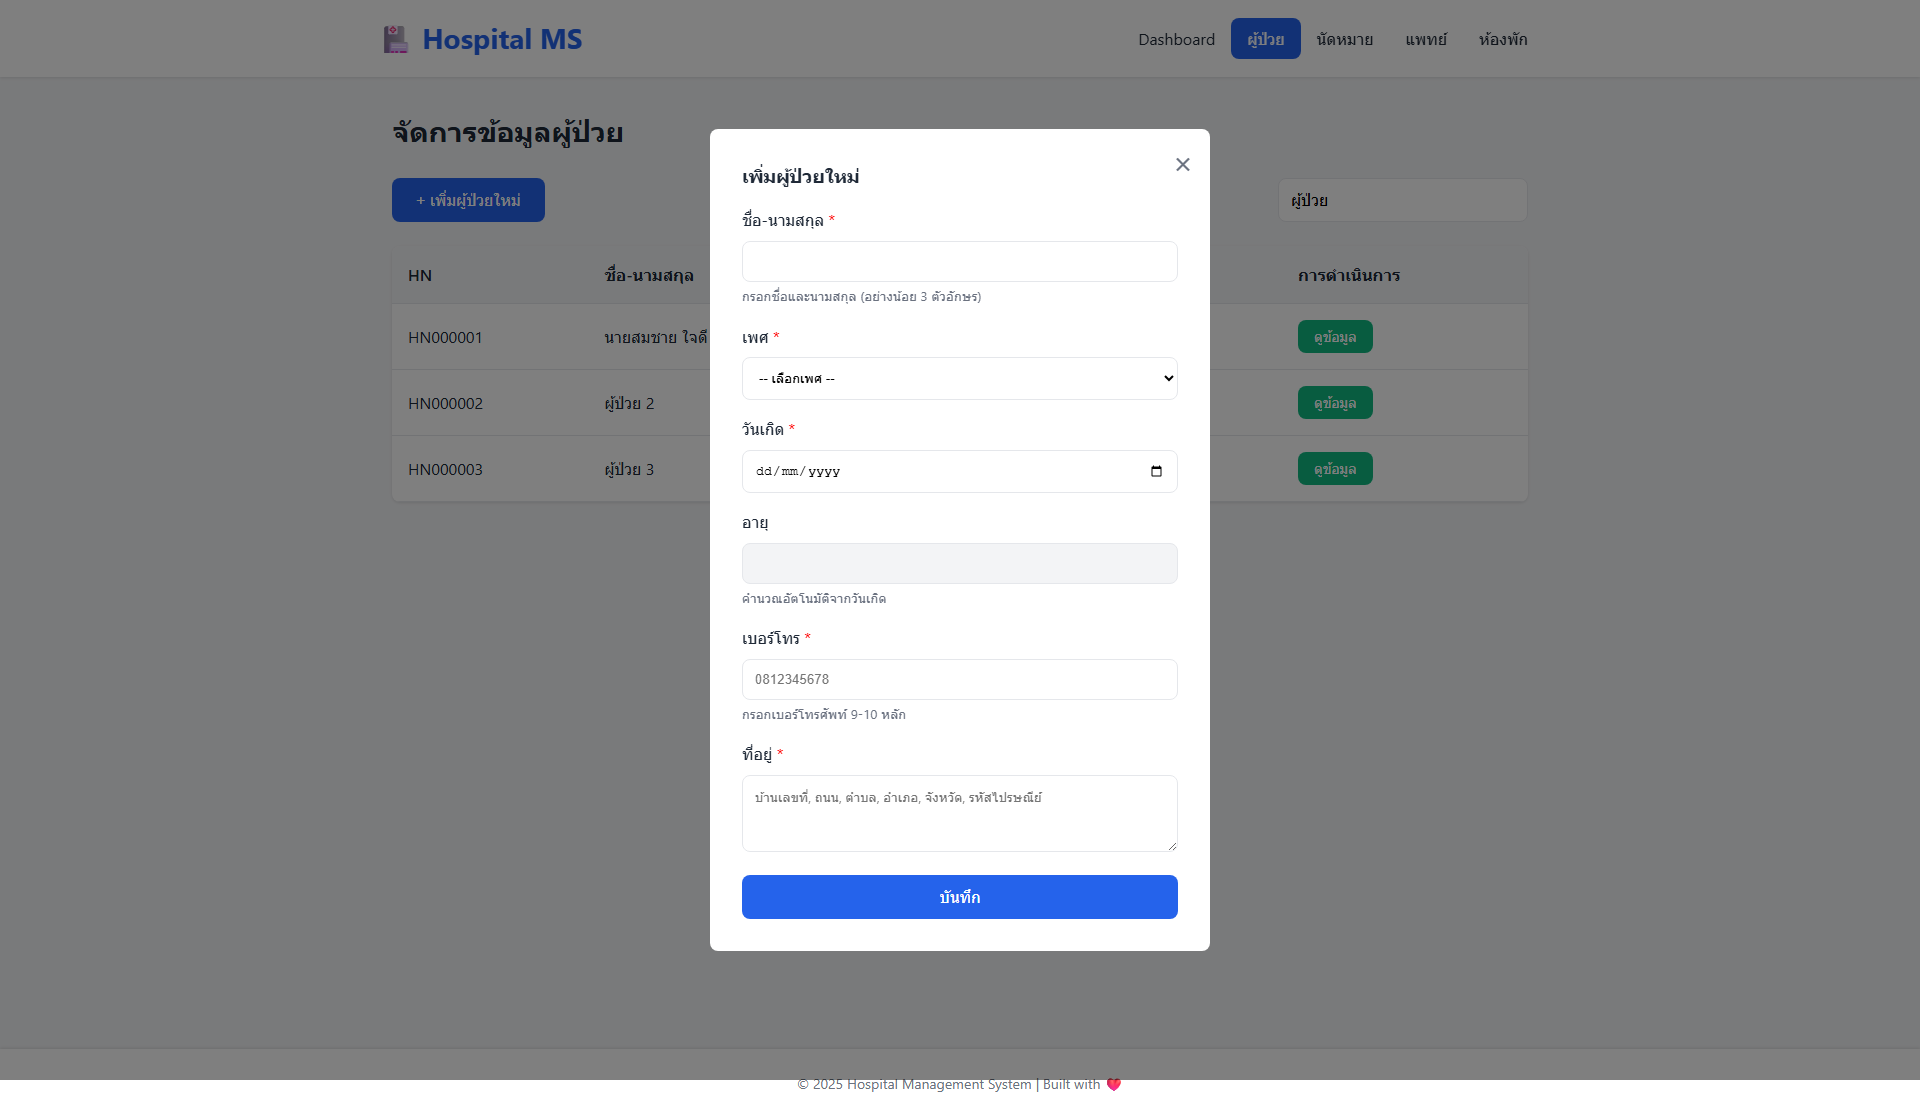 Hospital MS
Dashboard
ผู้ป่วย
นัดหมาย
แพทย์
ห้องพัก
จัดการข้อมูลผู้ป่วย
+ เพิ่มผู้ป่วยใหม่
ผู้ป่วย
HN
ชื่อ-นามสกุล
การดำเนินการ
HN000001
นายสมชาย ใจดี
ดูข้อมูล
HN000002
ผู้ป่วย 2
ดูข้อมูล
HN000003
ผู้ป่วย 3
ดูข้อมูล
เพิ่มผู้ป่วยใหม่
ชื่อ-นามสกุล *
กรอกชื่อและนามสกุล (อย่างน้อย 3 ตัวอักษร)
เพศ *
-- เลือกเพศ --
วันเกิด *
dd/mm/yyyy
อายุ
คำนวณอัตโนมัติจากวันเกิด
เบอร์โทร *
0812345678
กรอกเบอร์โทรศัพท์ 9-10 หลัก
ที่อยู่ *
บ้านเลขที่, ถนน, ตำบล, อำเภอ, จังหวัด, รหัสไปรษณีย์
บันทึก
© 2025 Hospital Management System | Built with ❤️